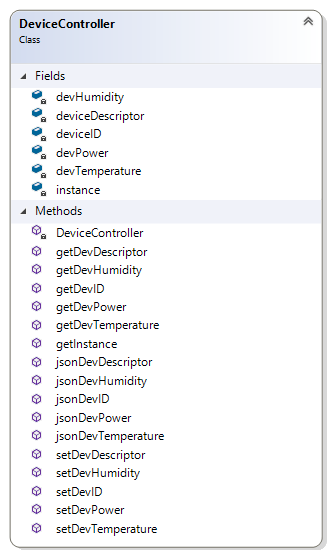 DeviceController
Class
Fields
devHumidity
deviceDescriptor
deviceID
devPower
devTemperature
instance
Methods
DeviceController
getDevDescriptor
getDevHumidity
getDevID
getDevPower
getDevTemperature
getInstance
jsonDevDescriptor
jsonDevHumidity
jsonDevID
jsonDevPower
jsonDevTemperature
setDevDescriptor
setDevHumidity
setDevID
setDevPower
setDevTemperature